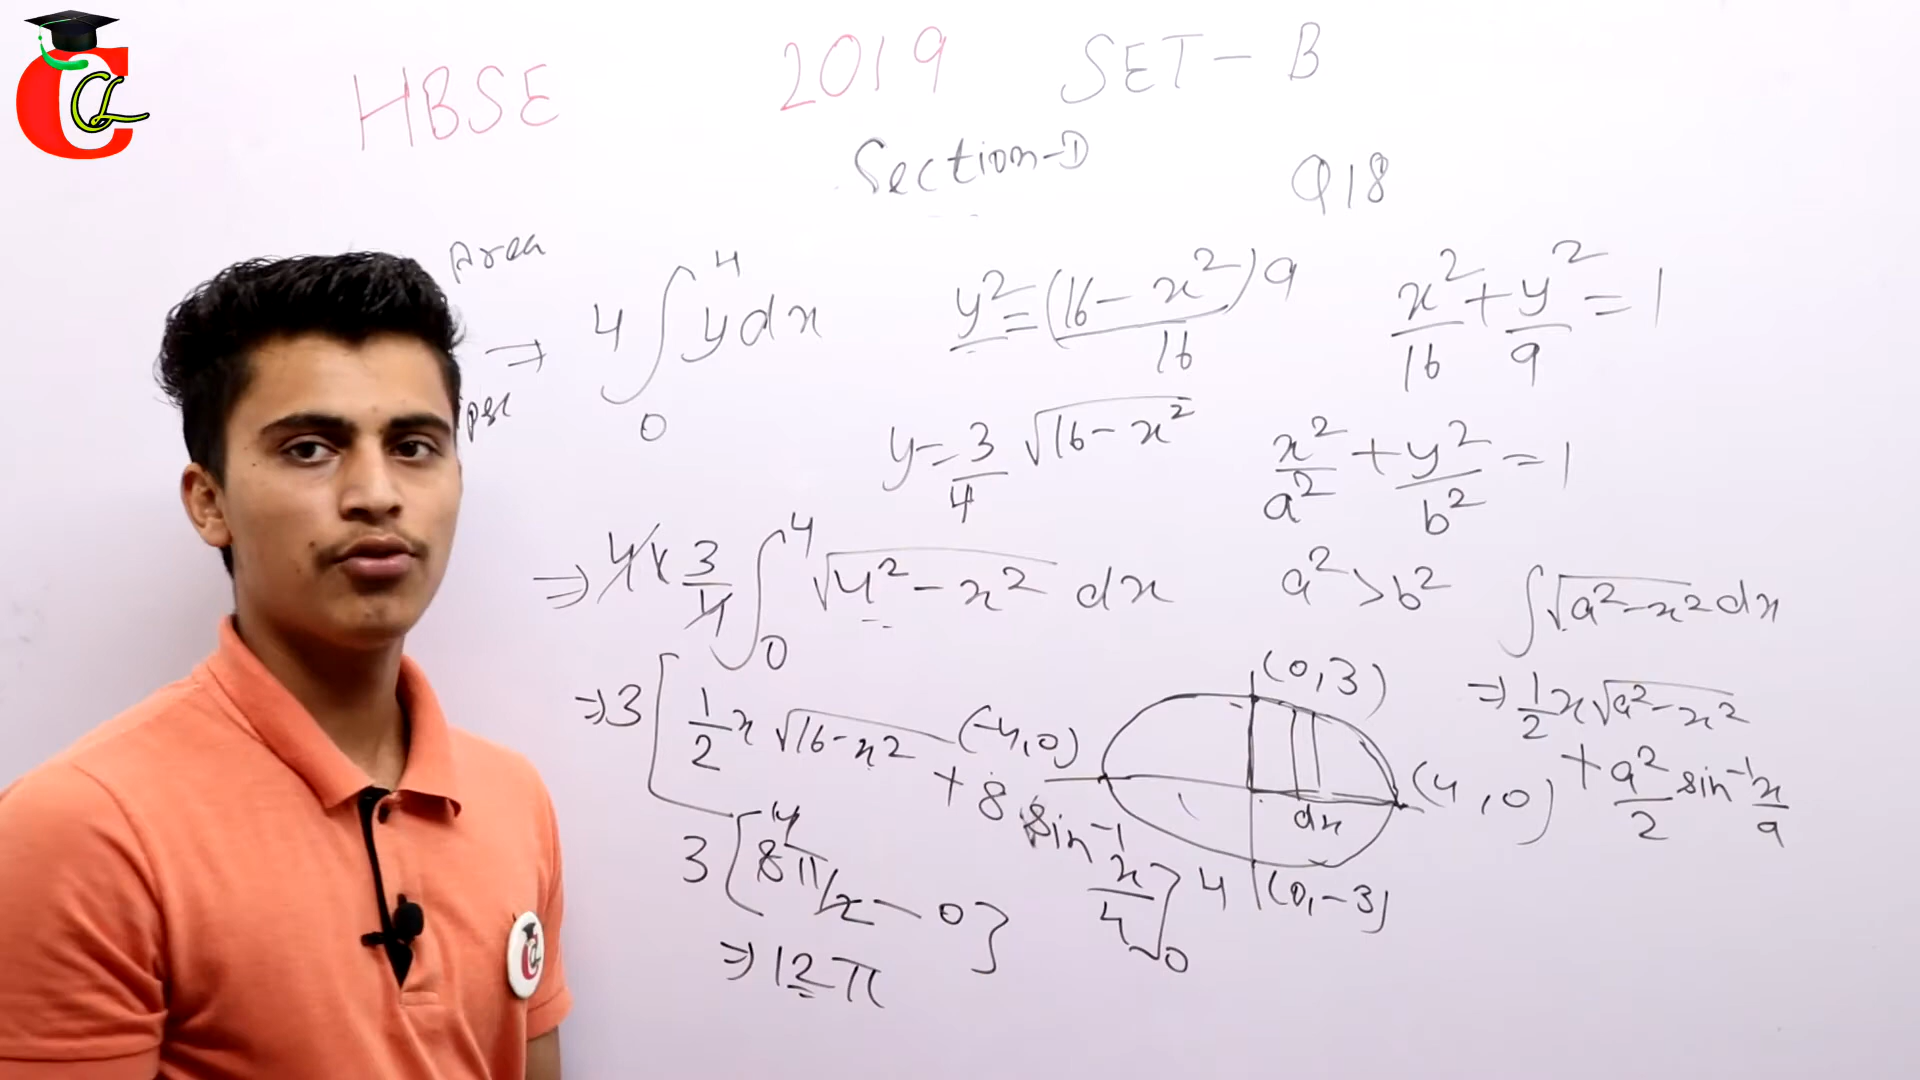 HBSE 2019 SET-B
Section-D Q18
Area
⇒ 4 ∫₀⁴ y dx
y² = (16 - x²)9 / 16
x²/16 + y²/9 = 1
y = 3/4 √16 - x²
x²/a² + y²/b² = 1
⇒ 4 × 3/4 ∫₀⁴ √4² - x² dx
a² > b²
∫ √a² - x² dx
⇒ 3 [ 1/2 x √16 - x² + 8 sin⁻¹ x/4 ]₀⁴
(0,3)
(-4,0)
(4,0)
dx
(0,-3)
⇒ 1/2 x √a² - x²
+ a²/2 sin⁻¹ x/a
3 [ 8 4 π/2 - 0 ]
⇒ 12π
C CL